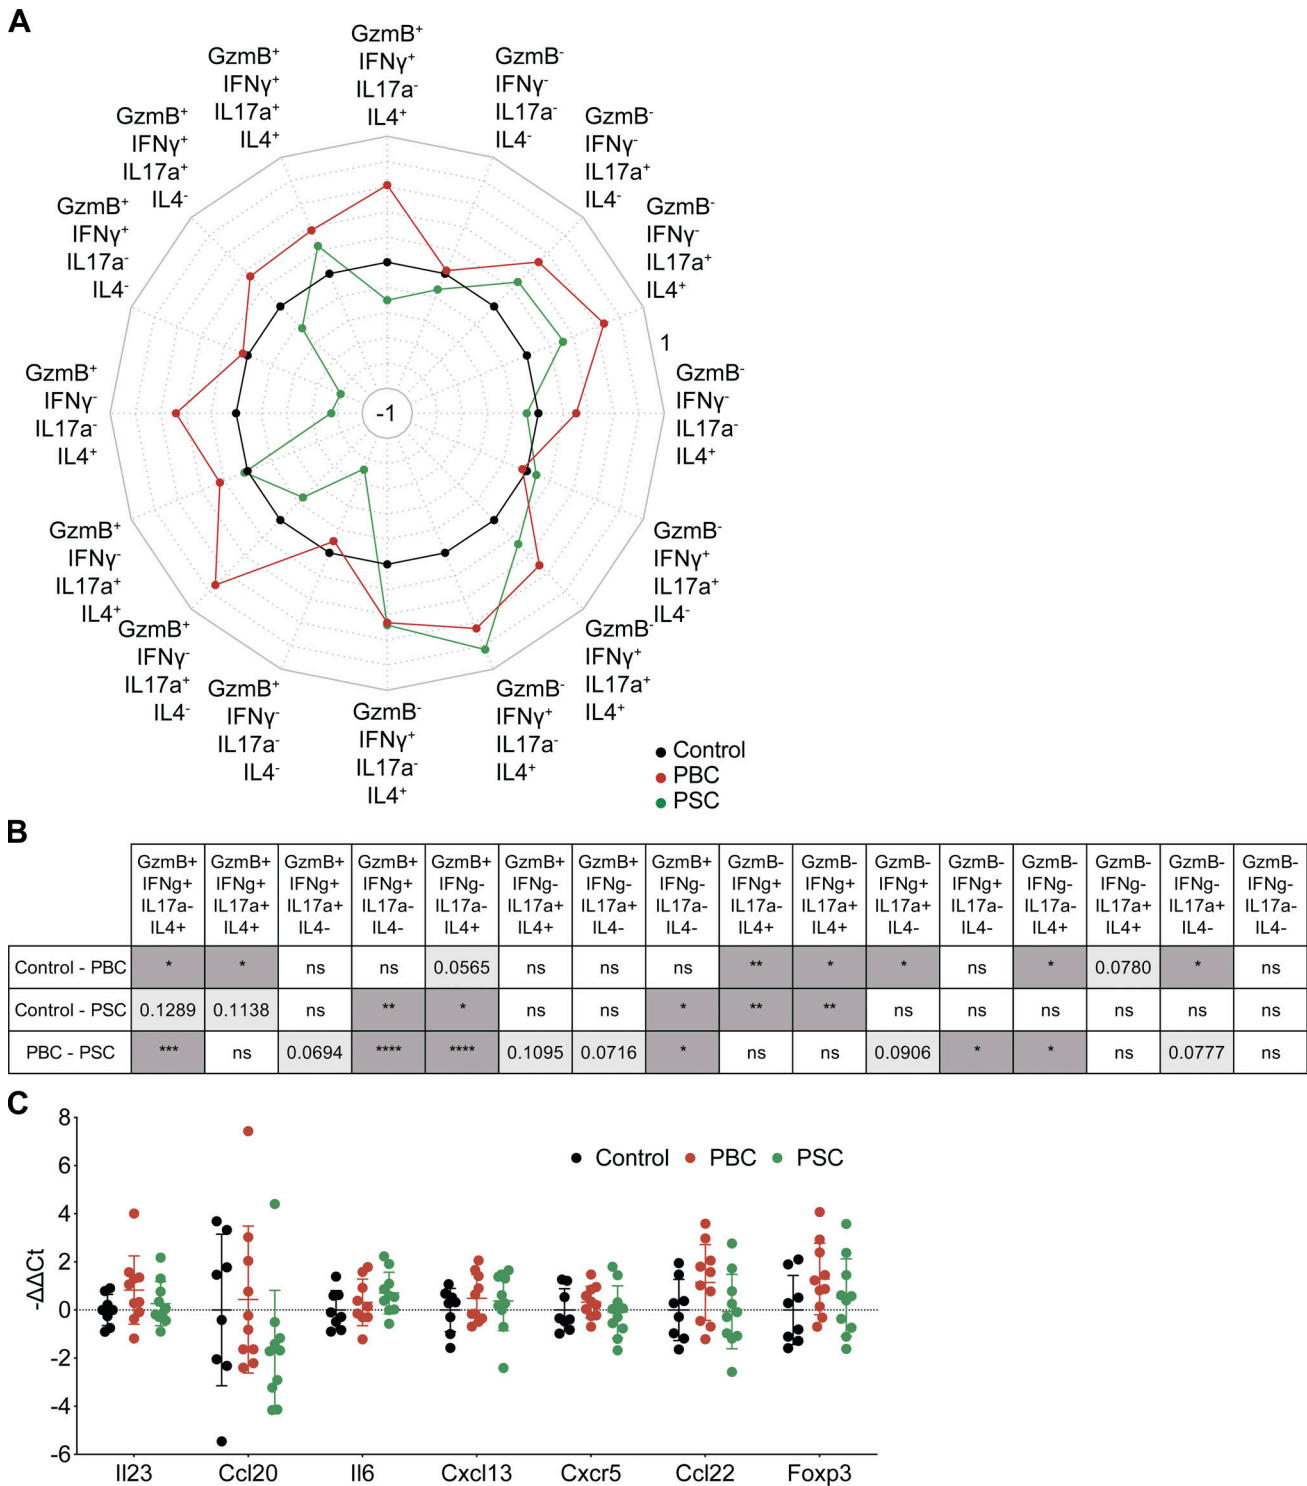 A
GzmB⁺
IFNγ⁺
IL17a⁻
IL4⁺
GzmB⁻
IFNγ⁻
IL17a⁻
IL4⁻
GzmB⁻
IFNγ⁻
IL17a⁺
IL4⁻
GzmB⁻
IFNγ⁻
IL17a⁺
IL4⁺
1
GzmB⁻
IFNγ⁻
IL17a⁻
IL4⁺
GzmB⁻
IFNγ⁺
IL17a⁺
IL4⁻
GzmB⁻
IFNγ⁺
IL17a⁺
IL4⁺
GzmB⁻
IFNγ⁺
IL17a⁻
IL4⁺
GzmB⁻
IFNγ⁺
IL17a⁻
IL4⁺
GzmB⁺
IFNγ⁻
IL17a⁻
IL4⁻
GzmB⁺
IFNγ⁻
IL17a⁺
IL4⁻
GzmB⁺
IFNγ⁻
IL17a⁺
IL4⁺
GzmB⁺
IFNγ⁻
IL17a⁻
IL4⁺
GzmB⁺
IFNγ⁺
IL17a⁻
IL4⁻
GzmB⁺
IFNγ⁺
IL17a⁺
IL4⁻
GzmB⁺
IFNγ⁺
IL17a⁺
IL4⁺
-1
Control
PBC
PSC
B
GzmB+ GzmB+ GzmB+ GzmB+ GzmB+ GzmB+ GzmB+ GzmB+ GzmB- GzmB- GzmB- GzmB- GzmB- GzmB- GzmB- GzmB-
IFNg+ IFNg+ IFNg+ IFNg+ IFNg- IFNg- IFNg- IFNg- IFNg+ IFNg+ IFNg+ IFNg+ IFNg- IFNg- IFNg- IFNg-
IL17a- IL17a+ IL17a+ IL17a- IL17a- IL17a+ IL17a+ IL17a- IL17a- IL17a+ IL17a+ IL17a- IL17a- IL17a+ IL17a+ IL17a-
IL4+ IL4+ IL4- IL4- IL4+ IL4+ IL4- IL4- IL4+ IL4+ IL4- IL4- IL4+ IL4+ IL4- IL4-
Control - PBC * * ns ns 0.0565 ns ns ns ** * * ns * 0.0780 * ns
Control - PSC 0.1289 0.1138 ns ** * ns ns * ** ** ns ns ns ns ns ns
PBC - PSC *** ns 0.0694 **** **** 0.1095 0.0716 * ns ns 0.0906 * * ns 0.0777 ns
C
-ΔΔCt
8
6
4
2
0
-2
-4
-6
Control PBC PSC
Il23 Ccl20 Il6 Cxcl13 Cxcr5 Ccl22 Foxp3